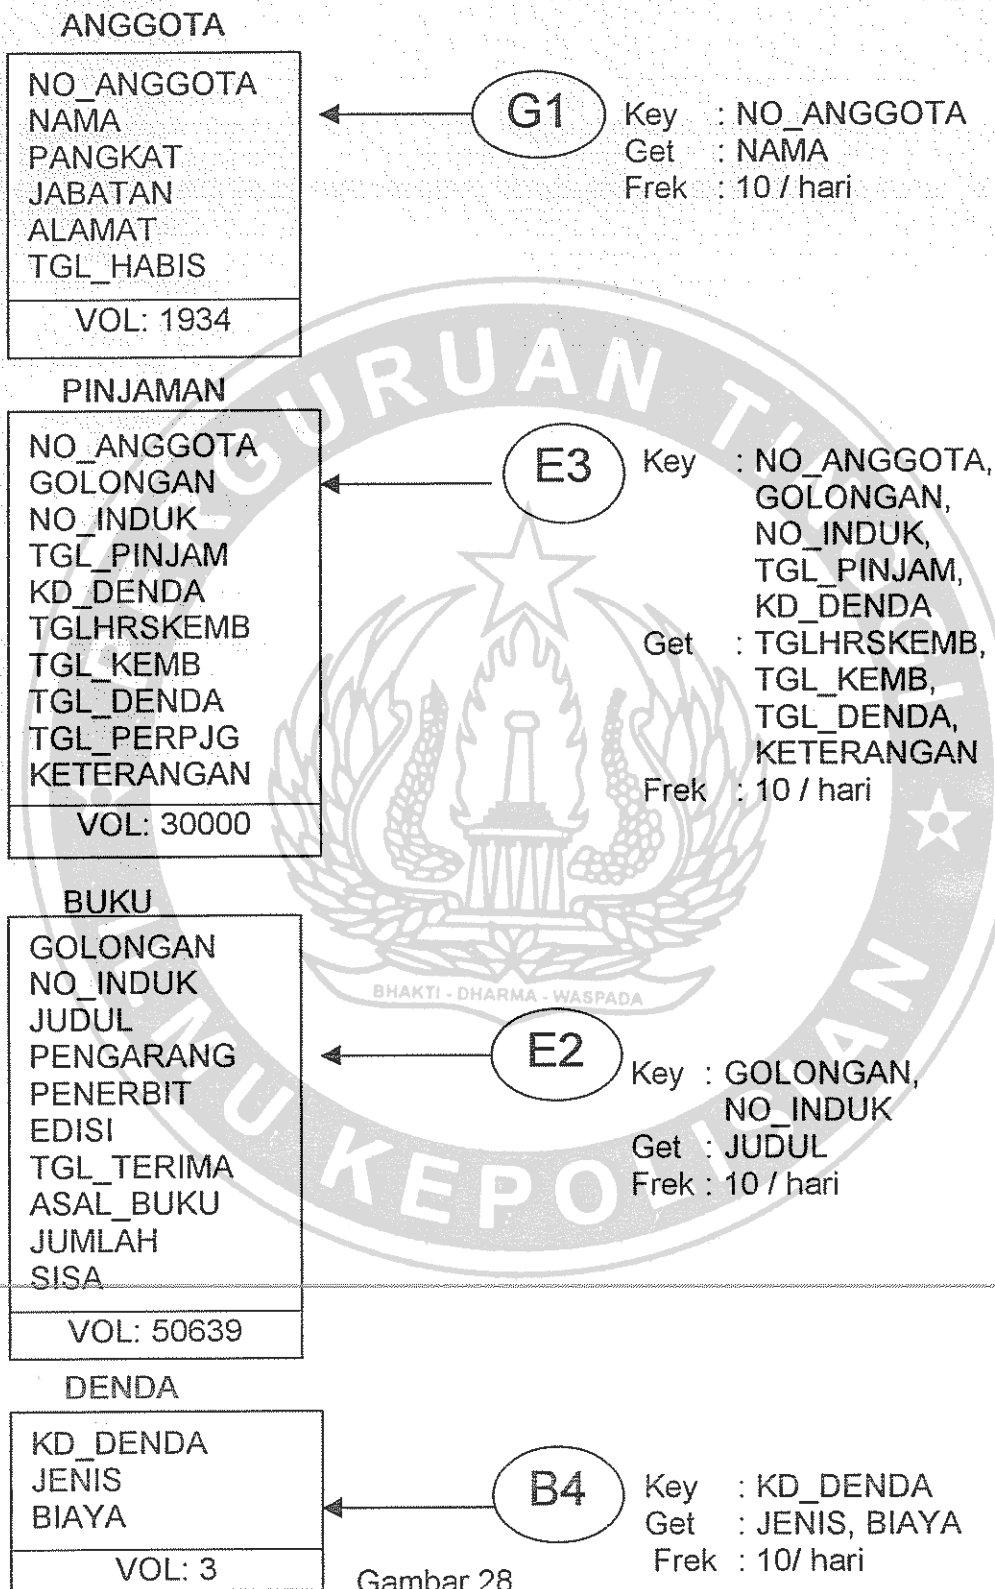 ANGGOTA
NO_ANGGOTA
NAMA
PANGKAT
JABATAN
ALAMAT
TGL_HABIS
VOL: 1934
G1
Key : NO_ANGGOTA
Get : NAMA
Frek : 10 / hari
PINJAMAN
NO_ANGGOTA
GOLONGAN
NO_INDUK
TGL_PINJAM
KD_DENDA
TGLHRSKEMB
TGL_KEMB
TGL_DENDA
TGL_PERPJG
KETERANGAN
VOL: 30000
E3
Key : NO_ANGGOTA,
GOLONGAN,
NO_INDUK,
TGL_PINJAM,
KD_DENDA
Get : TGLHRSKEMB,
TGL_KEMB,
TGL_DENDA,
KETERANGAN
Frek : 10 / hari
BUKU
GOLONGAN
NO_INDUK
JUDUL
PENGARANG
PENERBIT
EDISI
TGL_TERIMA
ASAL_BUKU
JUMLAH
SISA
VOL: 50639
E2
Key : GOLONGAN,
NO_INDUK
Get : JUDUL
Frek : 10 / hari
DENDA
KD_DENDA
JENIS
BIAYA
VOL: 3
B4
Key : KD_DENDA
Get : JENIS, BIAYA
Frek : 10/ hari
Gambar 28
PERGURUAN TINGGI
ILMU KEPOLISIAN
BHAKTI - DHARMA - WASPADA